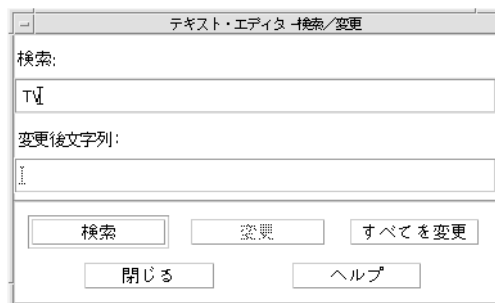 テキスト・エディタ -検索／変更
検索:
TV
変更後文字列:
検索 変更 すべてを変更
閉じる ヘルプ